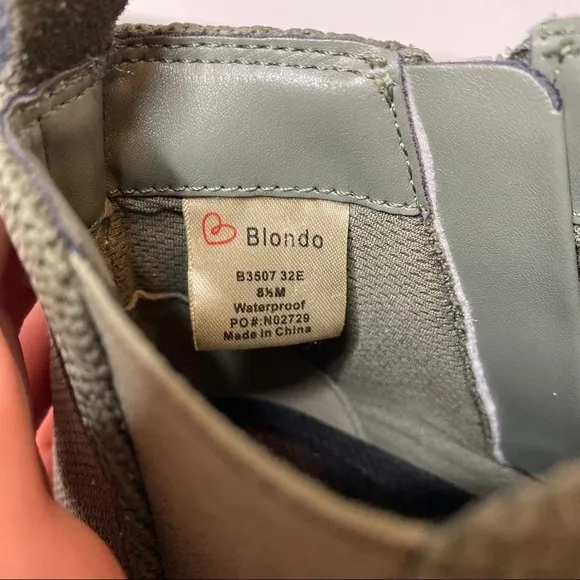 Blondo
B3507 32E
8½M
Waterproof
PO#:N02729
Made in China